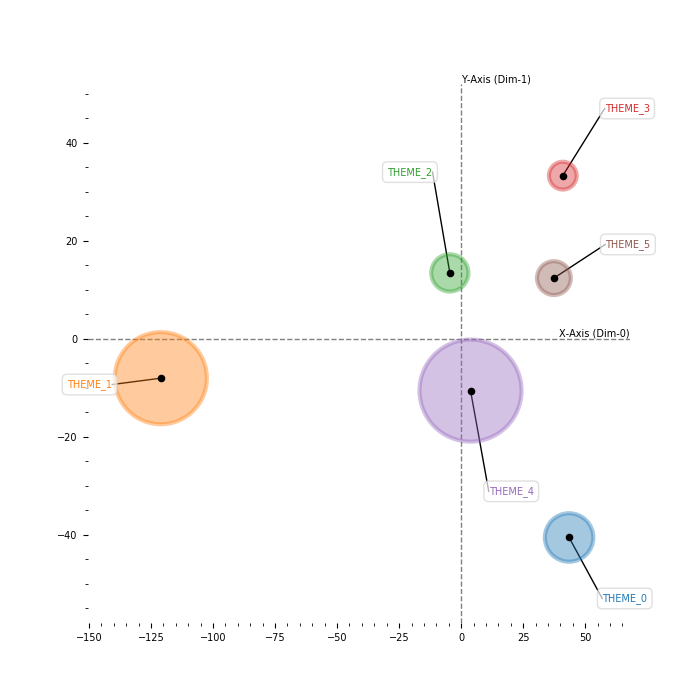 Y-Axis (Dim-1)
THEME_3
40
THEME_2
THEME_5
20
X-Axis (Dim-0)
0
THEME_1
−20
THEME_4
−40
THEME_0
−150 −125 −100 −75 −50 −25 0 25 50